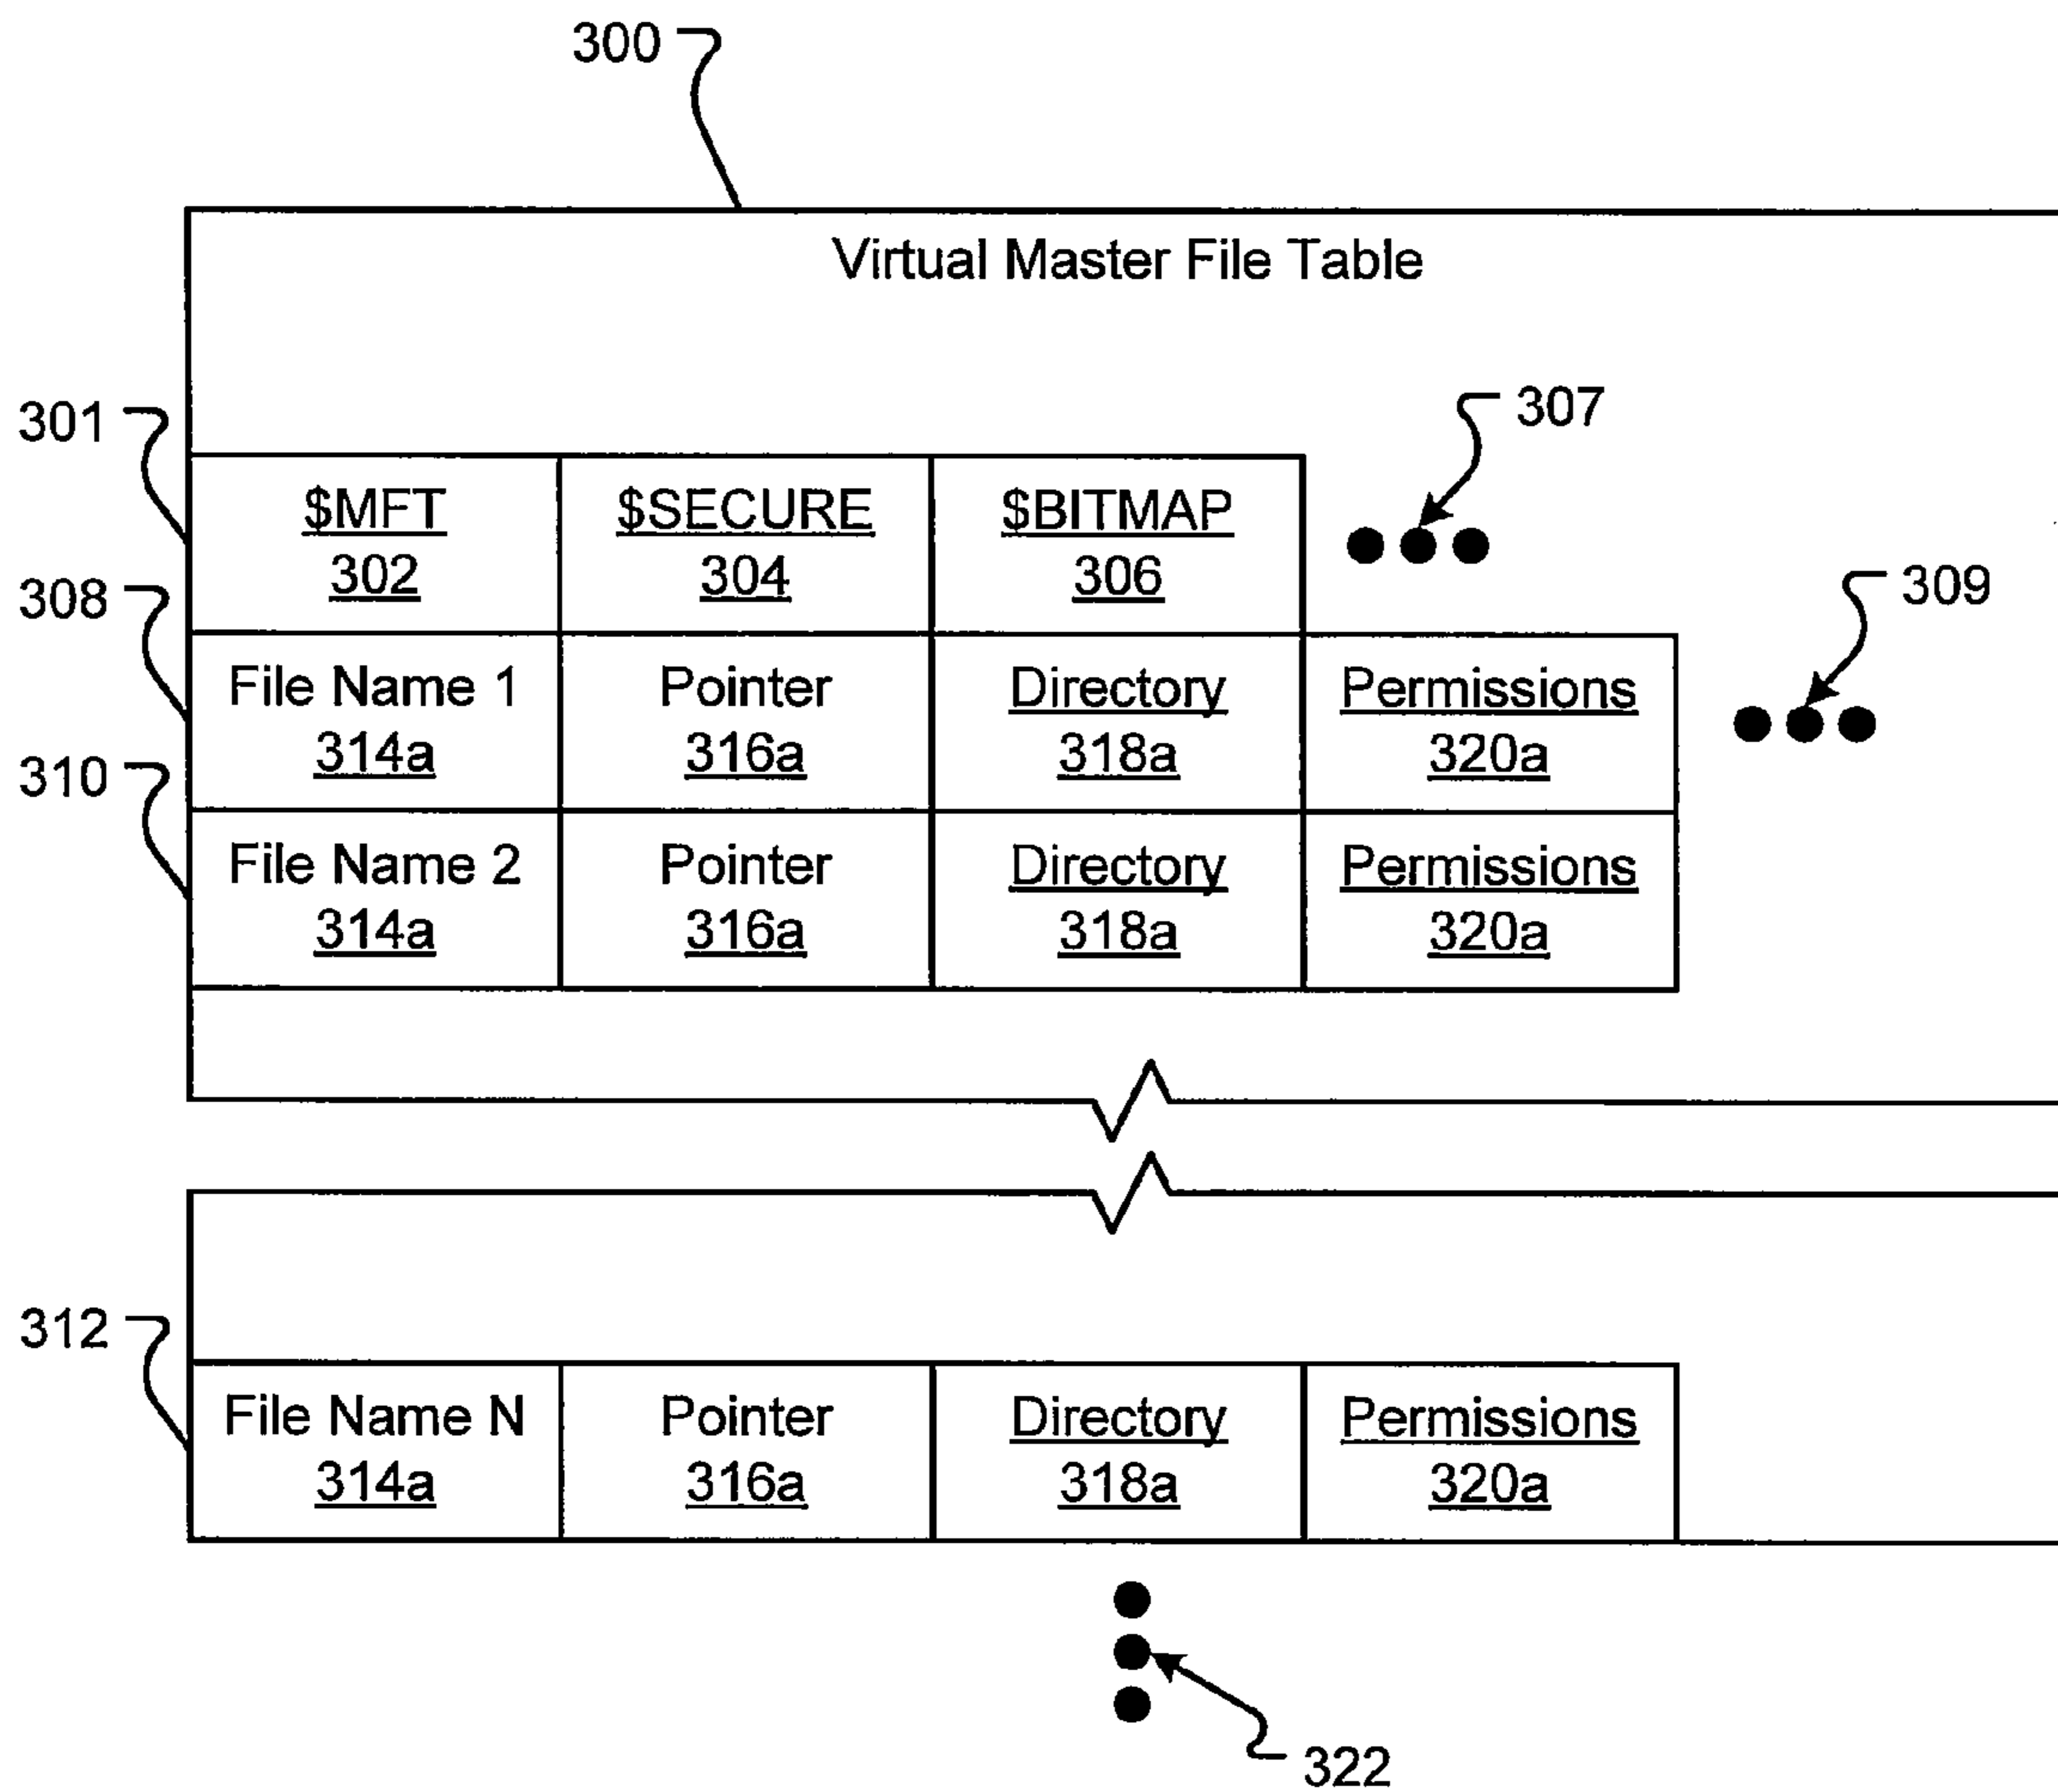 300
Virtual Master File Table
307
301
$MFT $SECURE $BITMAP
302 304 306
309
308
File Name 1 Pointer Directory Permissions
314a 316a 318a 320a
310
File Name 2 Pointer Directory Permissions
314a 316a 318a 320a
312
File Name N Pointer Directory Permissions
314a 316a 318a 320a
322